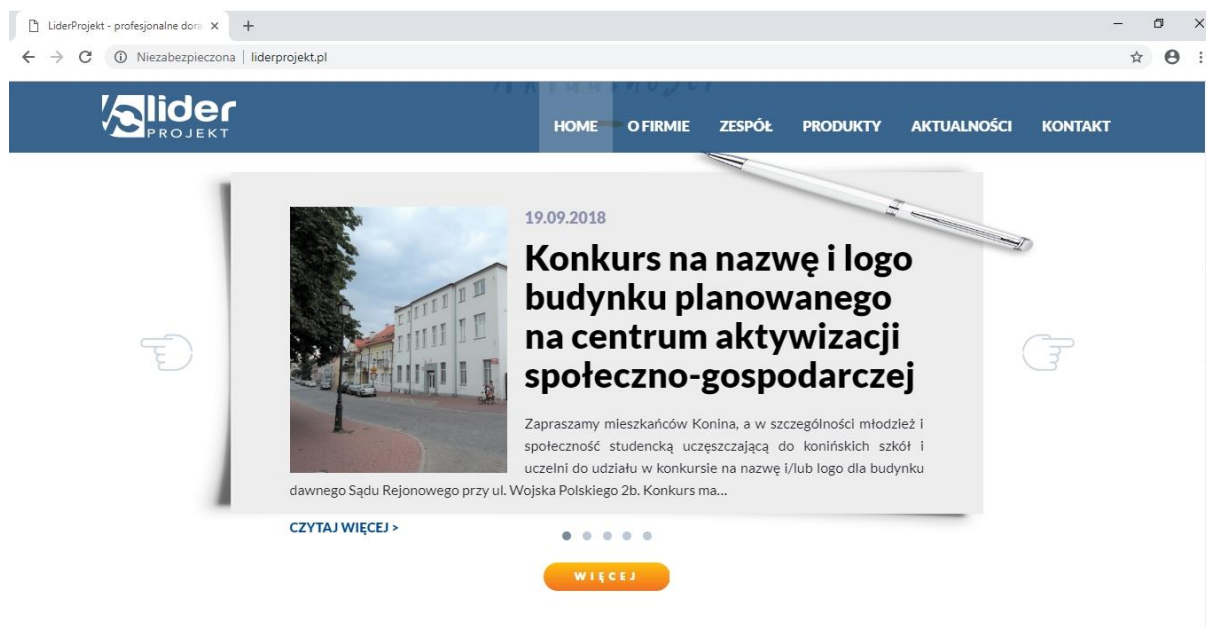 LiderProjekt - profesjonalne dora
Niezabezpieczona | liderprojekt.pl
Aktualności
lider
PROJEKT
HOME O FIRMIE ZESPÓŁ PRODUKTY AKTUALNOŚCI KONTAKT
19.09.2018
Konkurs na nazwę i logo
budynku planowanego
na centrum aktywizacji
społeczno-gospodarczej
Zapraszamy mieszkańców Konina, a w szczególności młodzież i
społeczność studencką uczęszczającą do konińskich szkół i
uczelni do udziału w konkursie na nazwę i/lub logo dla budynku
dawnego Sądu Rejonowego przy ul. Wojska Polskiego 2b. Konkurs ma...
CZYTAJ WIĘCEJ >
WIĘCEJ